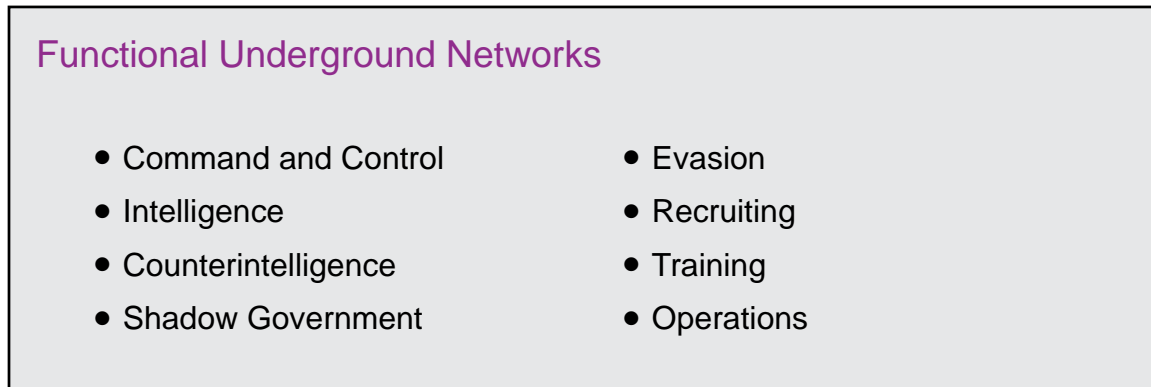 Functional Underground Networks
• Command and Control
• Intelligence
• Counterintelligence
• Shadow Government
• Evasion
• Recruiting
• Training
• Operations